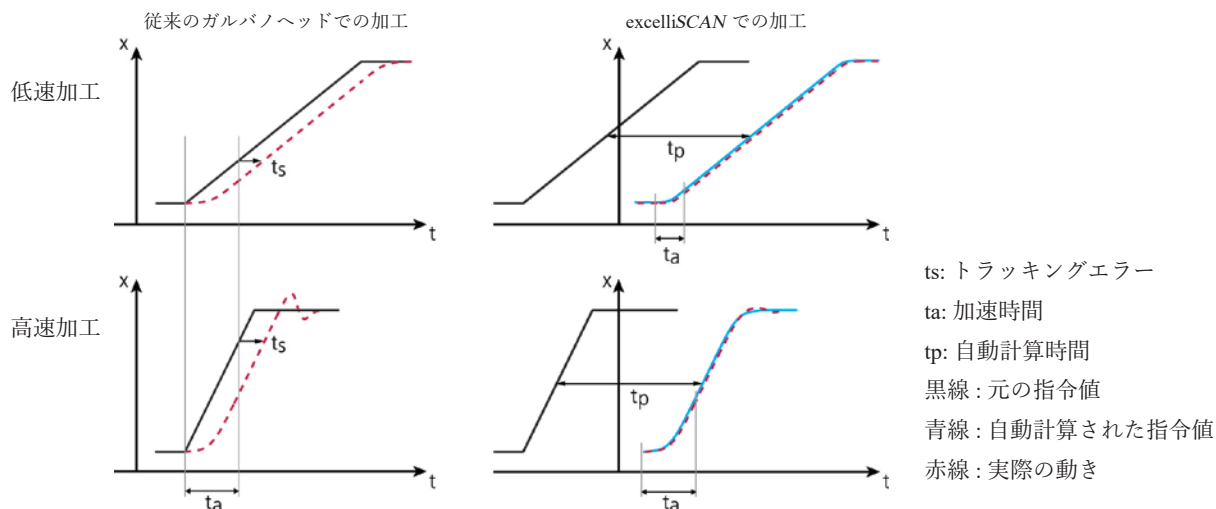 従来のガルバノヘッドでの加工
excelliSCAN での加工
低速加工
x
ts
t
x
tp
ta
t
高速加工
x
ts
ta
t
x
tp
ta
t
ts: トラッキングエラー
ta: 加速時間
tp: 自動計算時間
黒線 : 元の指令値
青線 : 自動計算された指令値
赤線 : 実際の動き